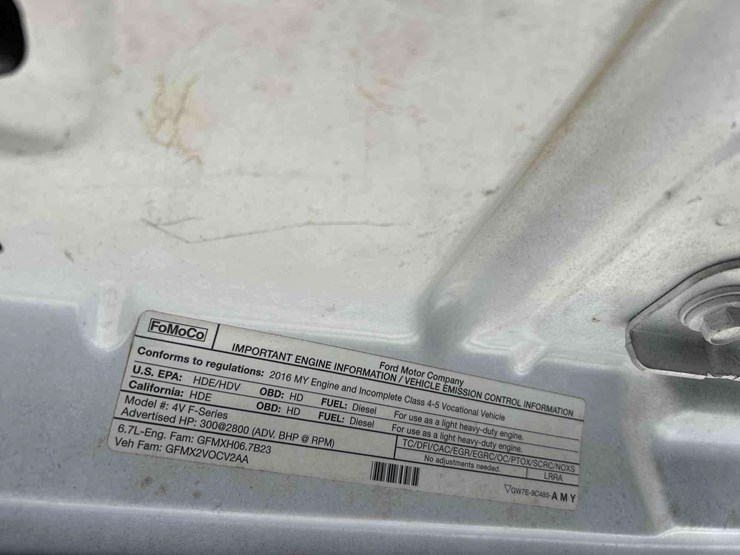 FoMoCo
Ford Motor Company
IMPORTANT ENGINE INFORMATION / VEHICLE EMISSION CONTROL INFORMATION
Conforms to regulations: 2016 MY Engine and Incomplete Class 4-5 Vocational Vehicle
U.S. EPA: HDE/HDV OBD: HD FUEL: Diesel For use as a light heavy-duty engine.
California: HDE OBD: HD FUEL: Diesel For use as a light heavy-duty engine.
Model #: 4V F-Series TC/DFI/CAC/EGR/EGRC/OC/PTOX/SCRC/NOXS
Advertised HP: 300@2800 (ADV. BHP @ RPM) No adjustments needed. LRRA
6.7L-Eng. Fam: GFMXH06.7B23
Veh Fam: GFMX2VOCV2AA
GW7E-9C485-AMY